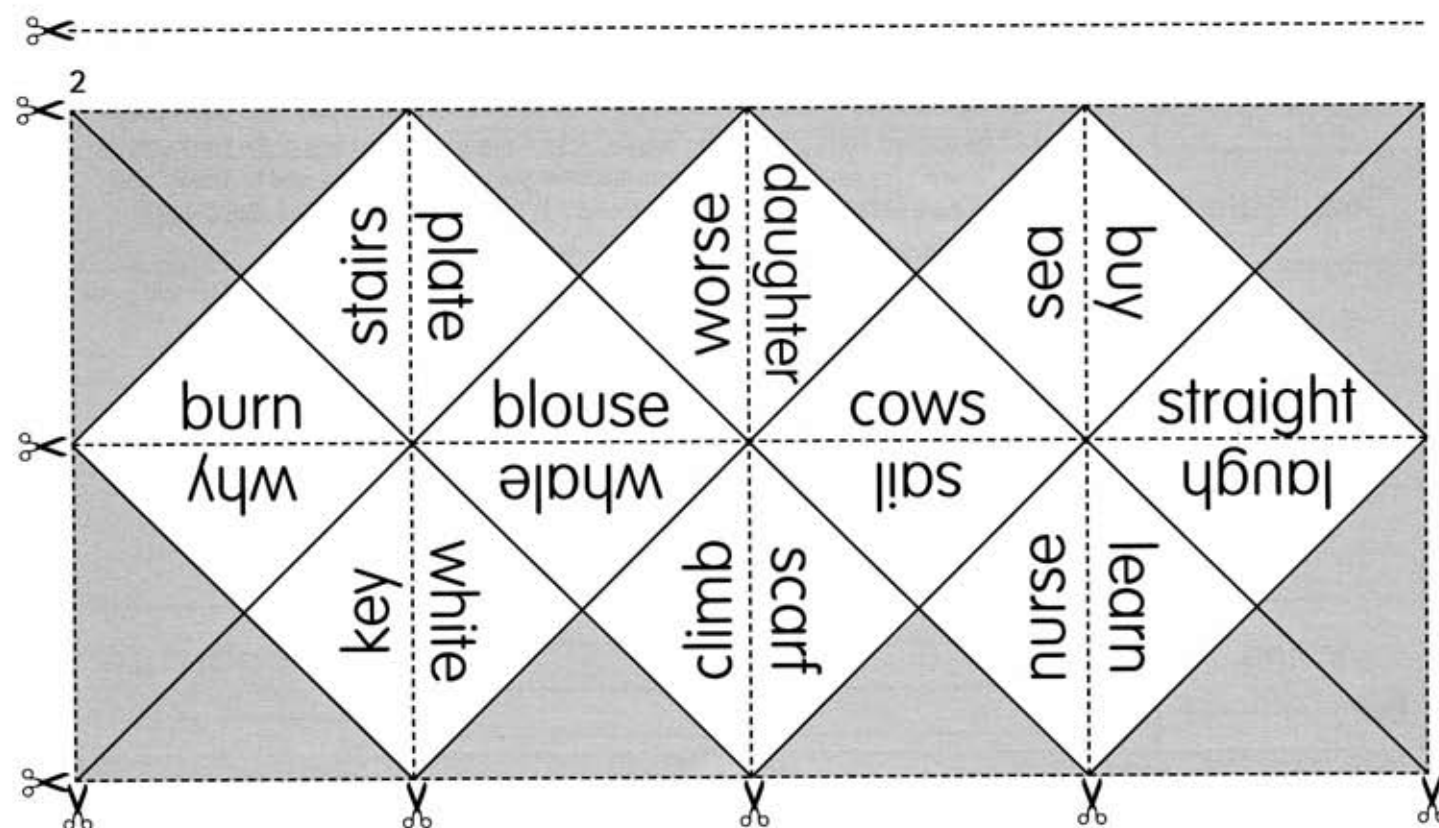 2
stairs
plate
worse
daughter
sea
buy
burn
blouse
cows
straight
why
whale
sail
laugh
key
white
climb
scarf
nurse
learn